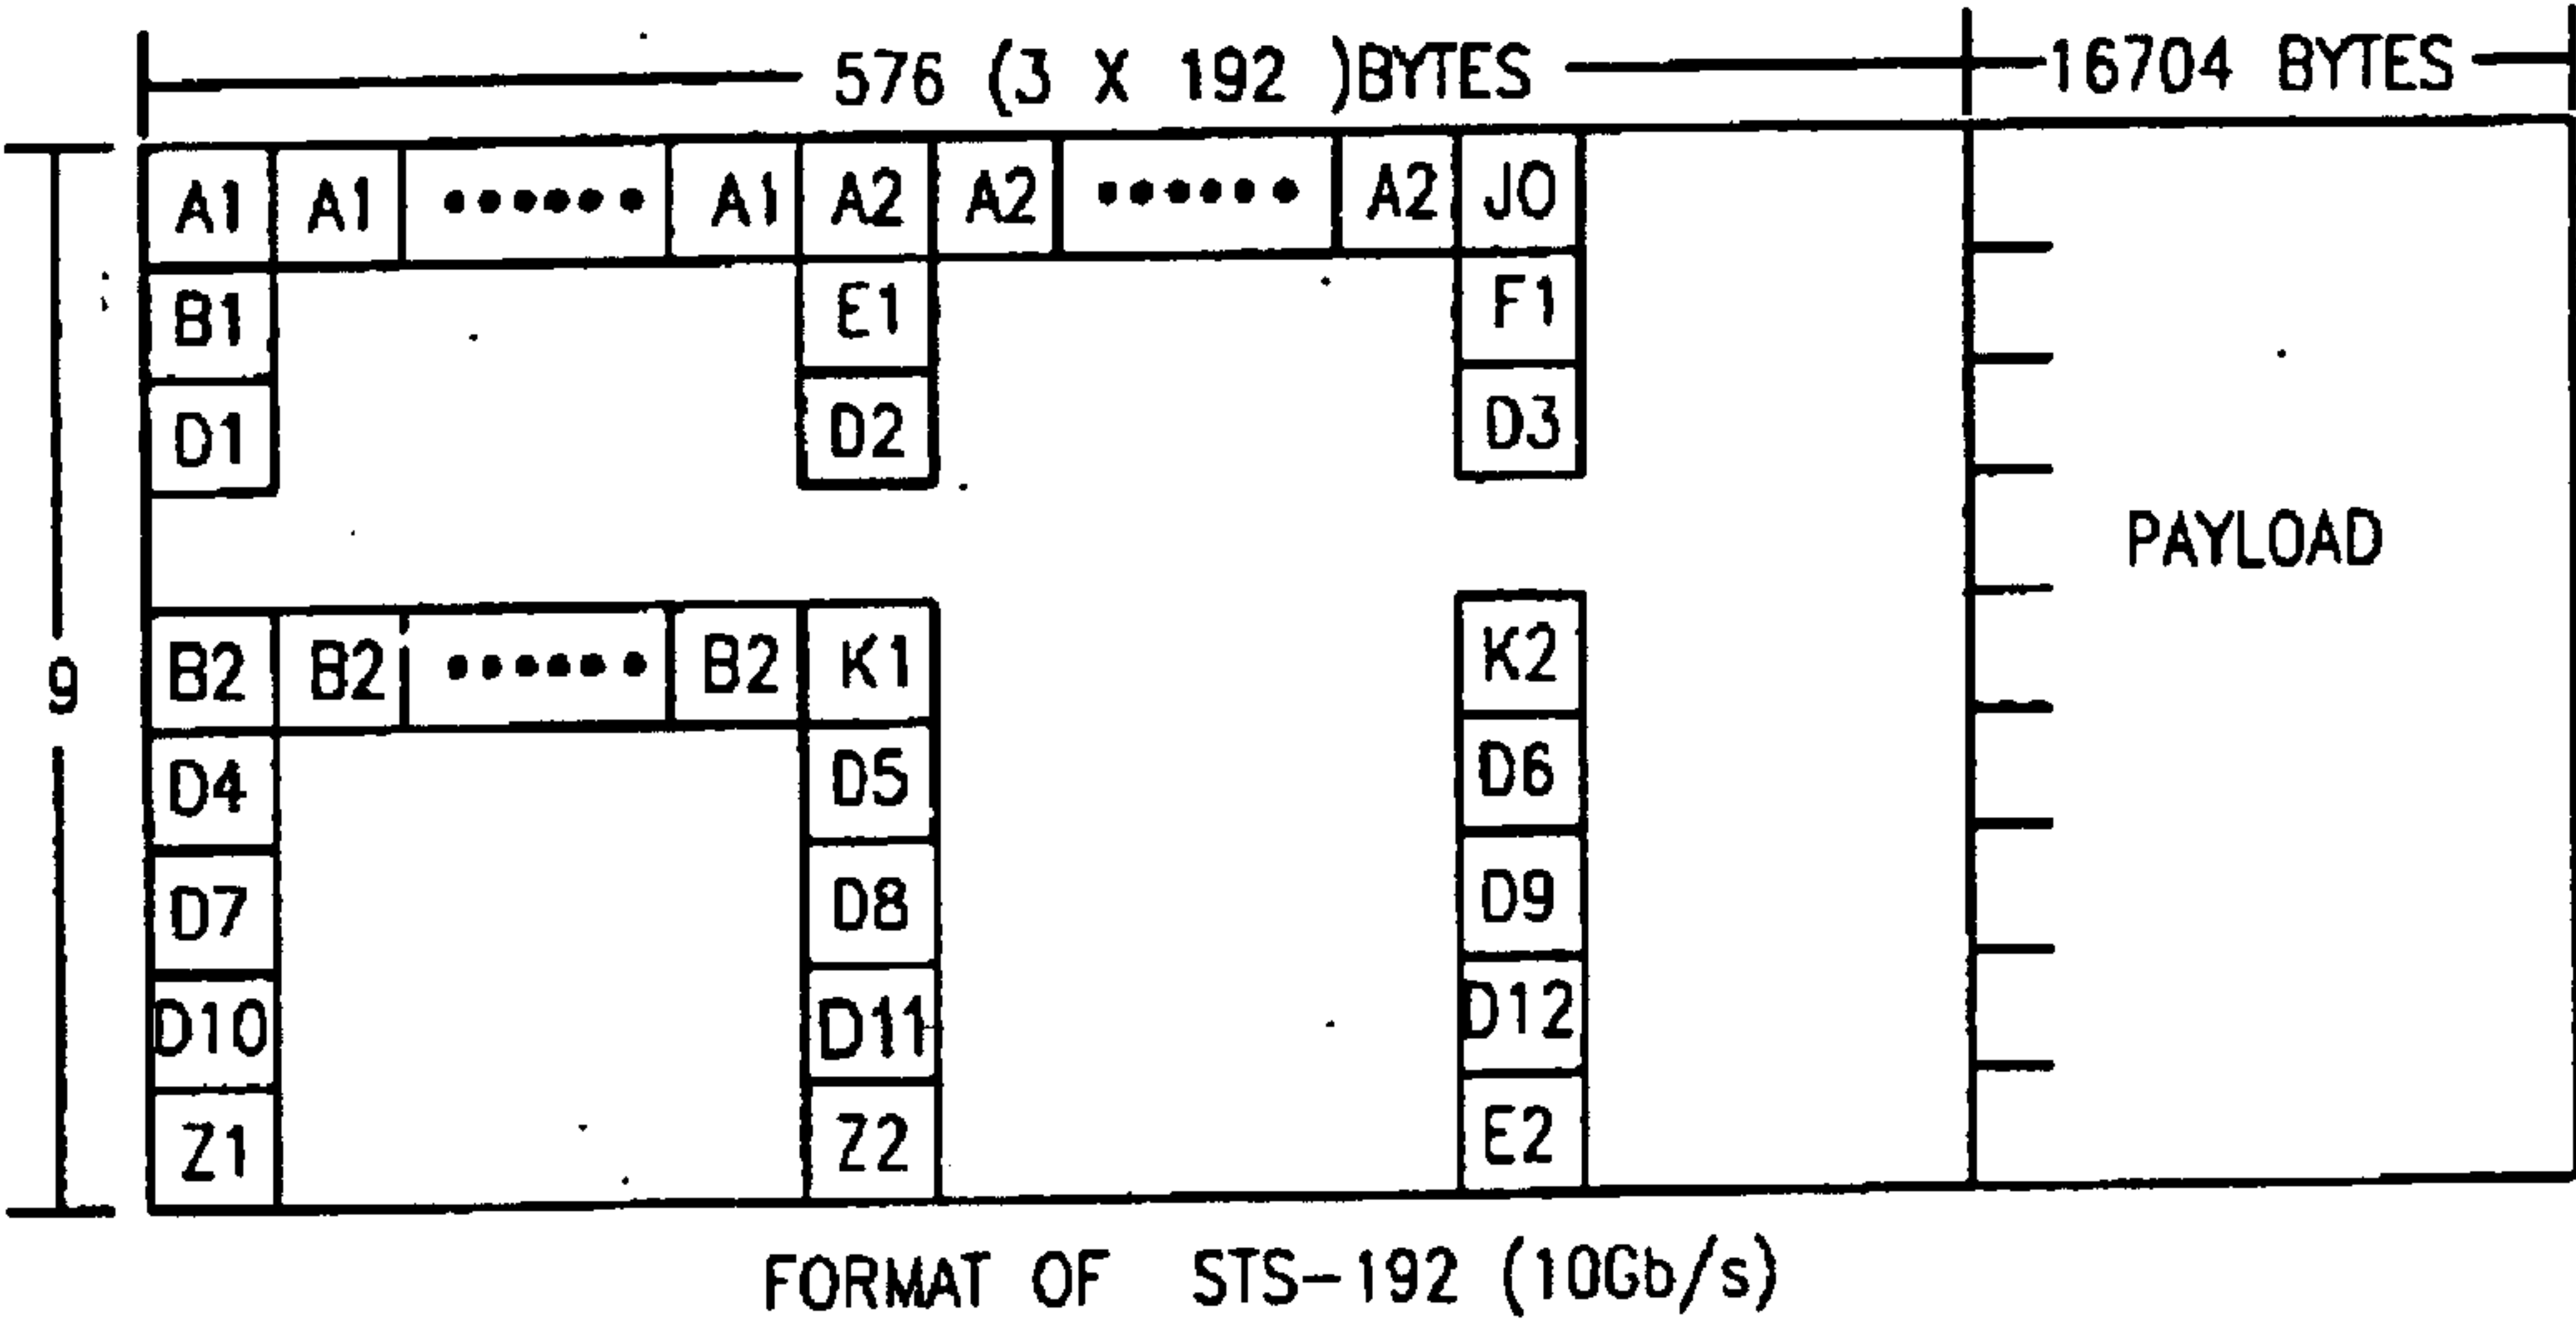 576 (3 X 192 )BYTES 16704 BYTES
A1 A1 •••••• A1 A2 A2 •••••• A2 J0
B1 E1 F1
D1 D2 D3
PAYLOAD
B2 B2 •••••• B2 K1 K2
9
D4 D5 D6
D7 D8 D9
D10 D11 D12
Z1 Z2 E2
FORMAT OF STS-192 (10Gb/s)